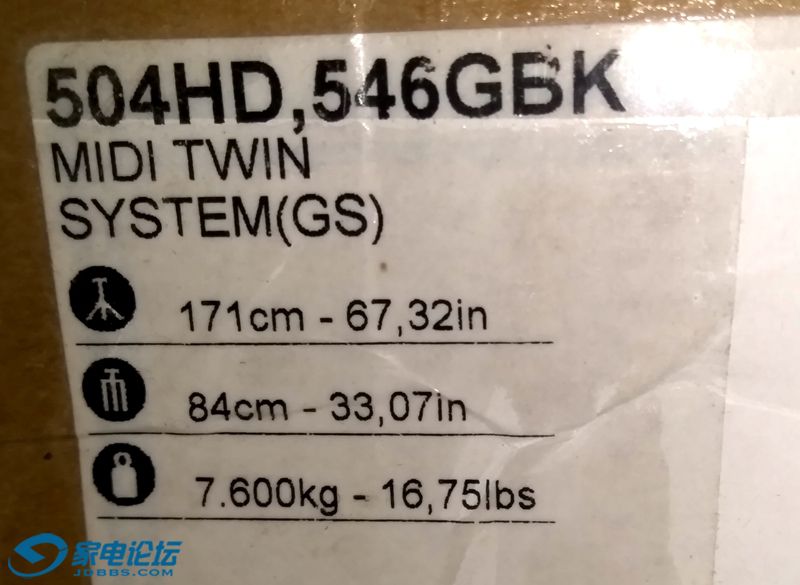 504HD,546GBK
MIDI TWIN
SYSTEM(GS)
171cm - 67,32in
84cm - 33,07in
7.600kg - 16,75lbs
家电论坛
JDBBS.COM